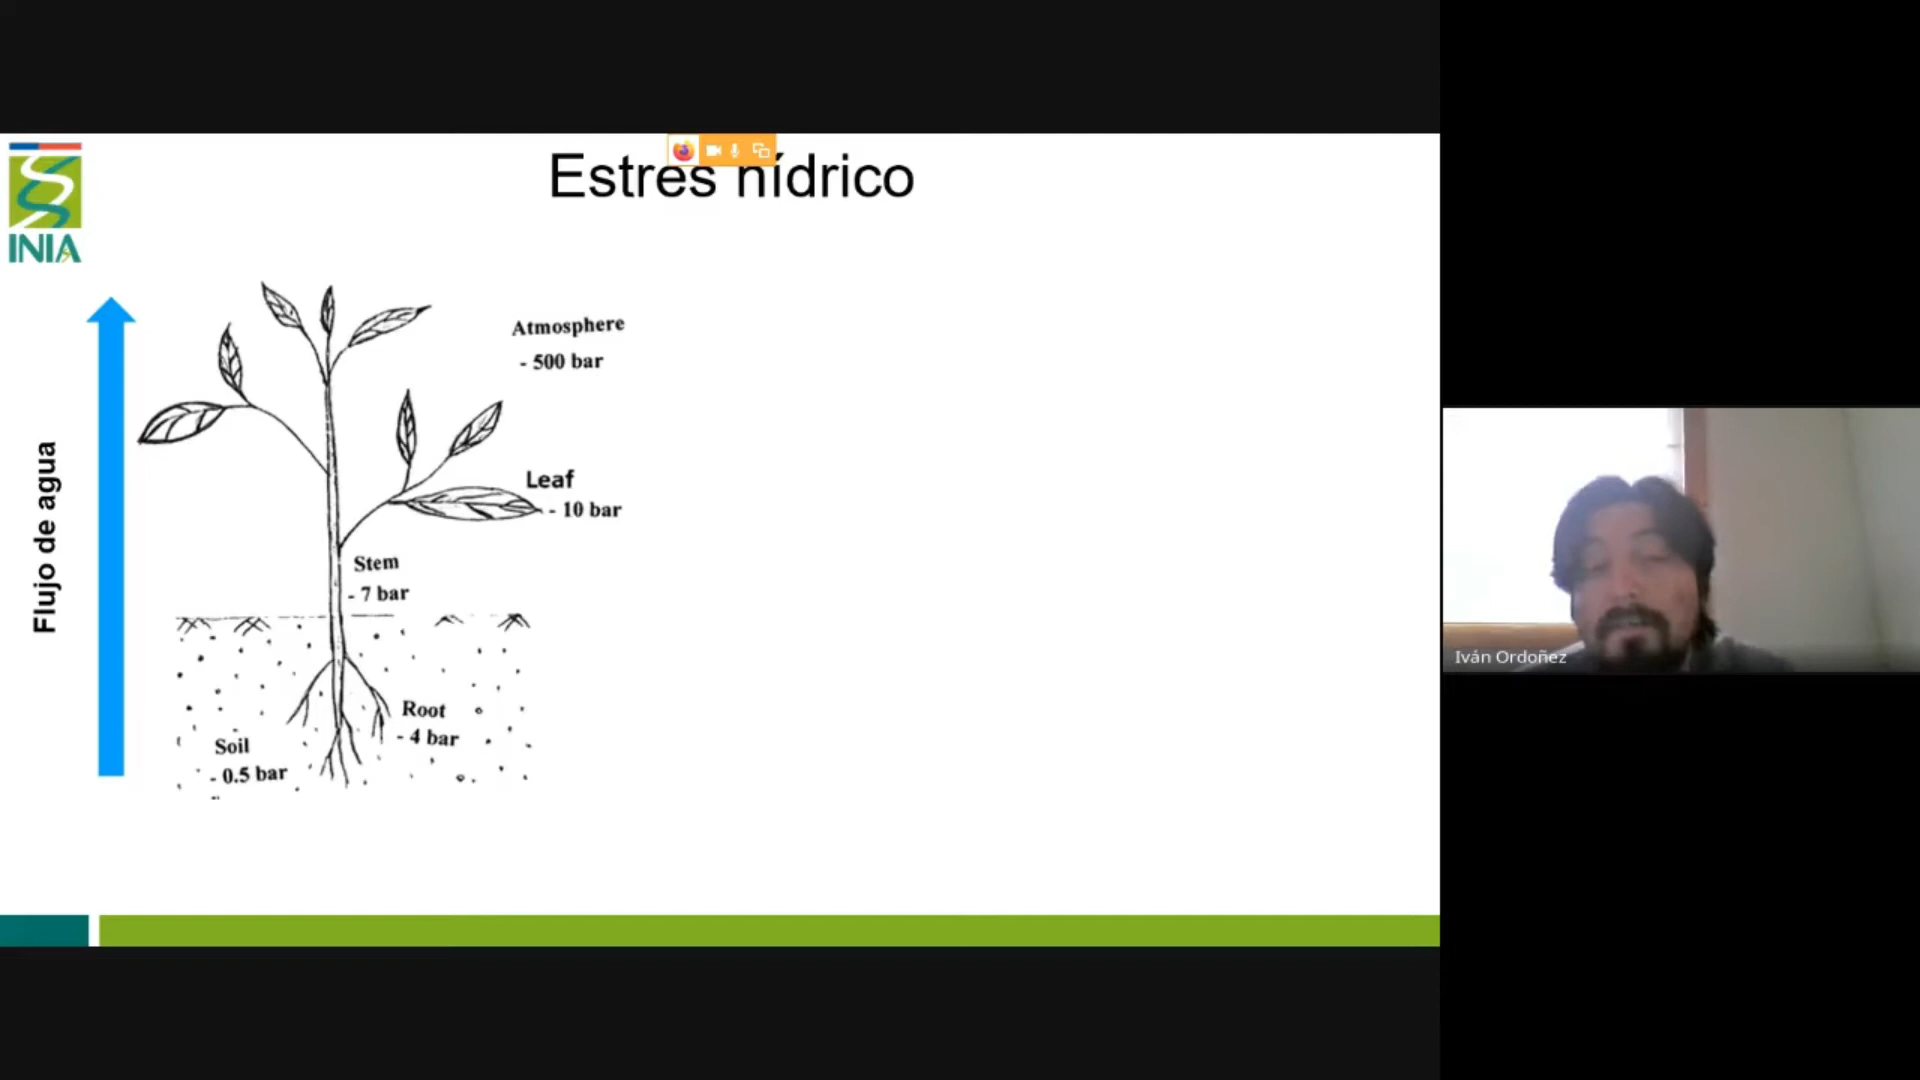 Estrés hídrico
INIA
Flujo de agua
Atmosphere
- 500 bar
Leaf
- 10 bar
Stem
- 7 bar
Root
- 4 bar
Soil
- 0.5 bar
Iván Ordoñez